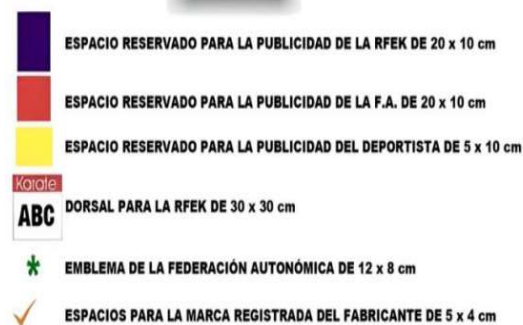 ESPACIO RESERVADO PARA LA PUBLICIDAD DE LA RFEK DE 20 x 10 cm
ESPACIO RESERVADO PARA LA PUBLICIDAD DE LA F.A. DE 20 x 10 cm
ESPACIO RESERVADO PARA LA PUBLICIDAD DEL DEPORTISTA DE 5 x 10 cm
Karate
ABC DORSAL PARA LA RFEK DE 30 x 30 cm
* EMBLEMA DE LA FEDERACIÓN AUTONÓMICA DE 12 x 8 cm
✓ ESPACIOS PARA LA MARCA REGISTRADA DEL FABRICANTE DE 5 x 4 cm